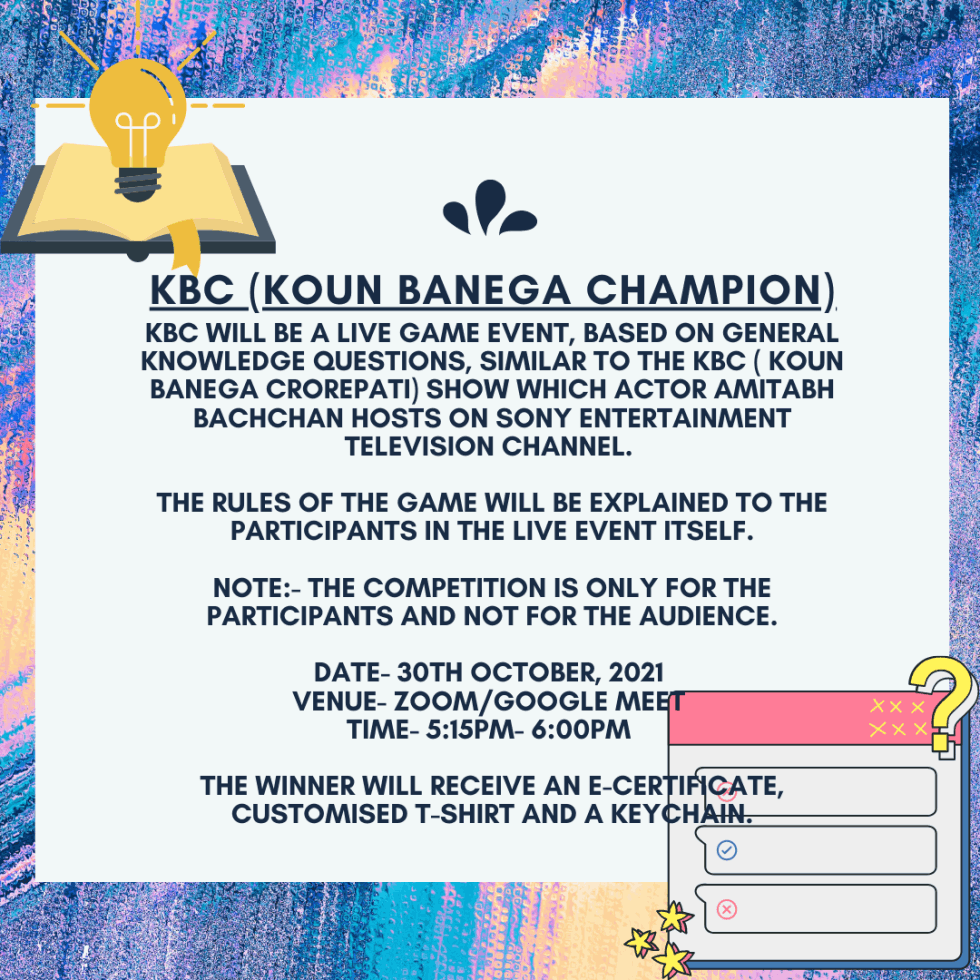 KBC (KOUN BANEGA CHAMPION)
KBC WILL BE A LIVE GAME EVENT, BASED ON GENERAL
KNOWLEDGE QUESTIONS, SIMILAR TO THE KBC ( KOUN
BANEGA CROREPATI) SHOW WHICH ACTOR AMITABH
BACHCHAN HOSTS ON SONY ENTERTAINMENT
TELEVISION CHANNEL.
THE RULES OF THE GAME WILL BE EXPLAINED TO THE
PARTICIPANTS IN THE LIVE EVENT ITSELF.
NOTE:- THE COMPETITION IS ONLY FOR THE
PARTICIPANTS AND NOT FOR THE AUDIENCE.
DATE- 30TH OCTOBER, 2021
VENUE- ZOOM/GOOGLE MEET
TIME- 5:15PM- 6:00PM
THE WINNER WILL RECEIVE AN E-CERTIFICATE,
CUSTOMISED T-SHIRT AND A KEYCHAIN.